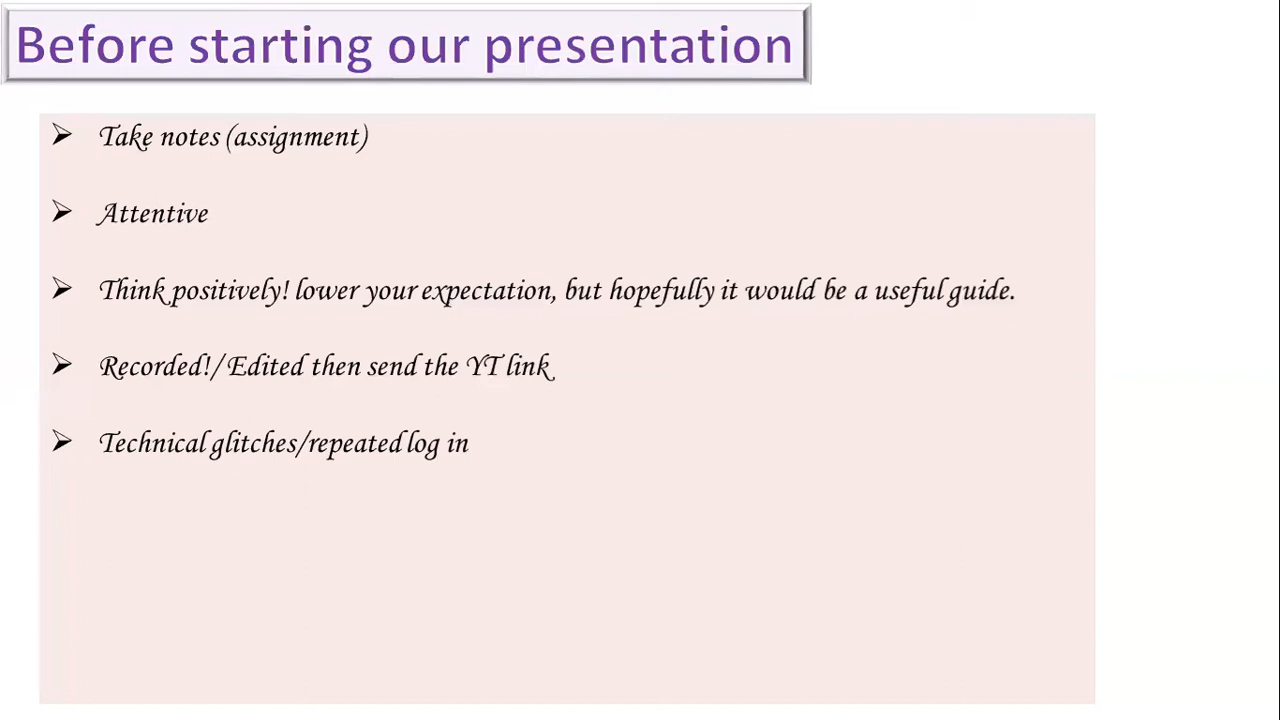 Before starting our presentation
Take notes (assignment)
Attentive
Think positively! lower your expectation, but hopefully it would be a useful guide.
Recorded!/Edited then send the YT link
Technical glitches/repeated log in